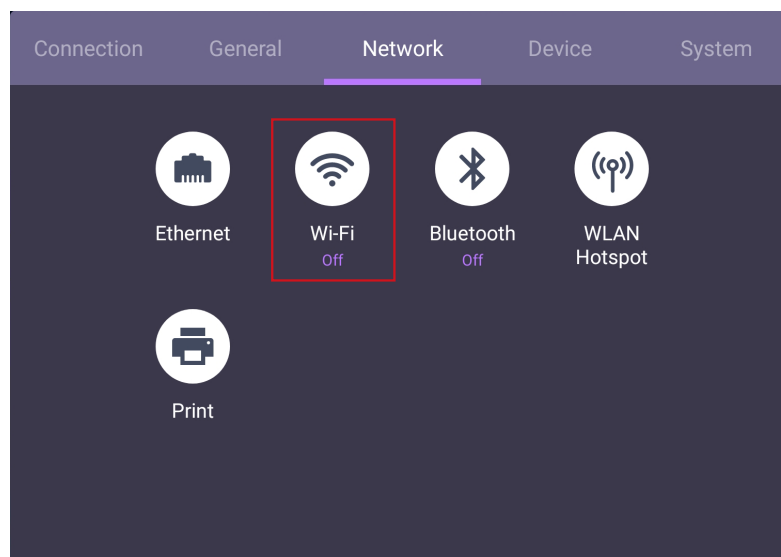 Connection General Network Device System
Ethernet Wi-Fi Bluetooth WLAN
Off Off Hotspot
Print